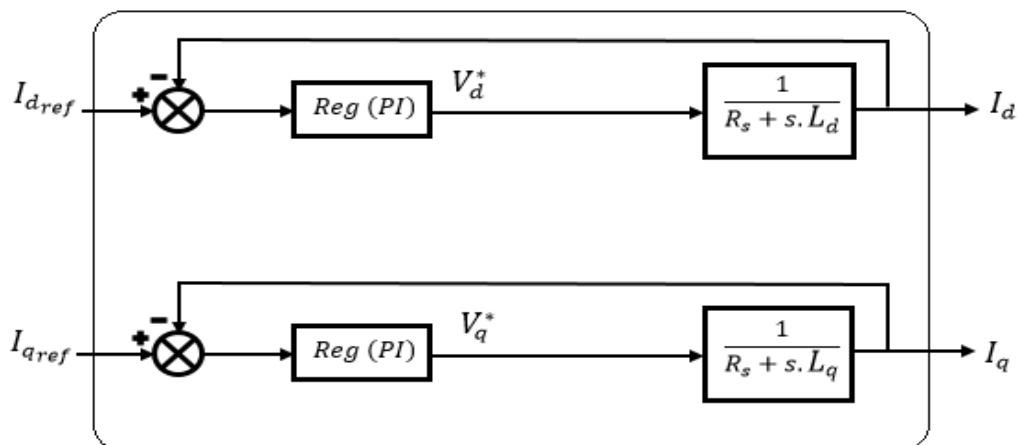 I_{d_{ref}}
+
−
Reg (PI)
V_d^*
1
R_s + s.L_d
I_d
I_{q_{ref}}
+
−
Reg (PI)
V_q^*
1
R_s + s.L_q
I_q